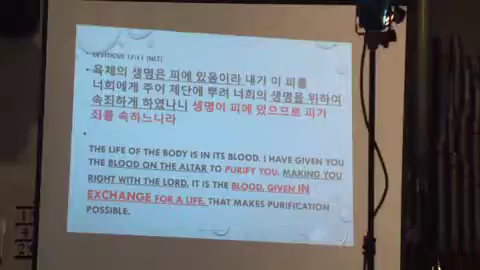 LEVITICUS 17:11 (NLT)
육체의 생명은 피에 있음이라 내가 이 피를
너희에게 주어 제단에 뿌려 너희의 생명을 위하여
속죄하게 하였나니 생명이 피에 있으므로 피가
죄를 속하느니라
THE LIFE OF THE BODY IS IN ITS BLOOD. I HAVE GIVEN YOU
THE BLOOD ON THE ALTAR TO PURIFY YOU, MAKING YOU
RIGHT WITH THE LORD. IT IS THE BLOOD, GIVEN IN
EXCHANGE FOR A LIFE, THAT MAKES PURIFICATION
POSSIBLE.